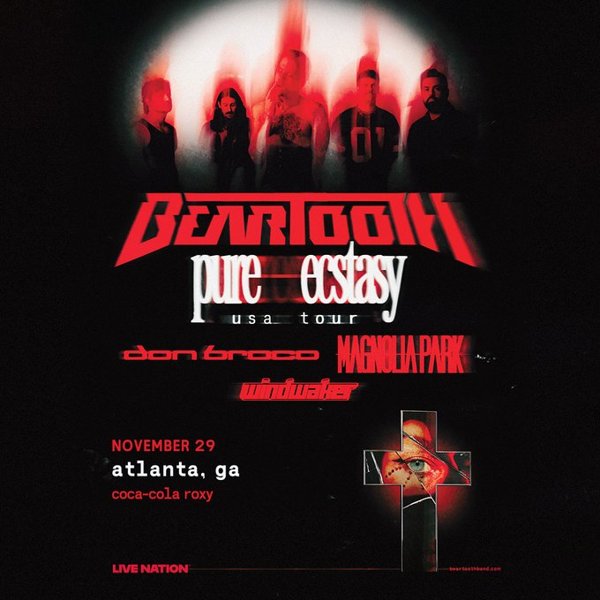 BEARTOOTH
pure ecstasy
usa tour
don broco MAGNOLIA PARK
windwaker
NOVEMBER 29
atlanta, ga
coca-cola roxy
LIVE NATION beartoothband.com